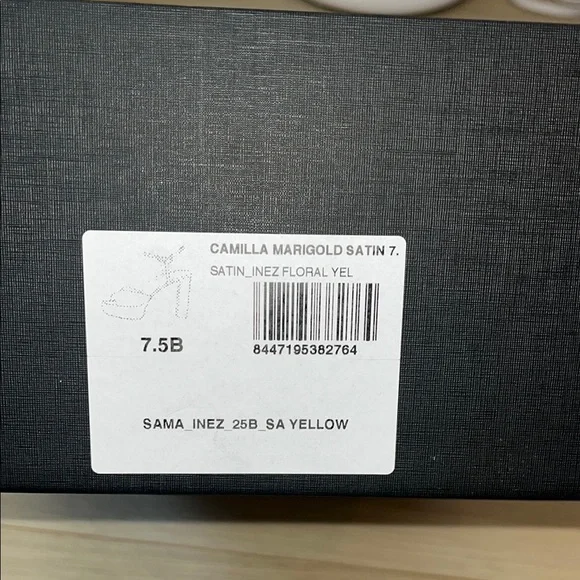 CAMILLA MARIGOLD SATIN 7.
SATIN_INEZ FLORAL YEL
8447195382764
7.5B
SAMA_INEZ_25B_SA YELLOW